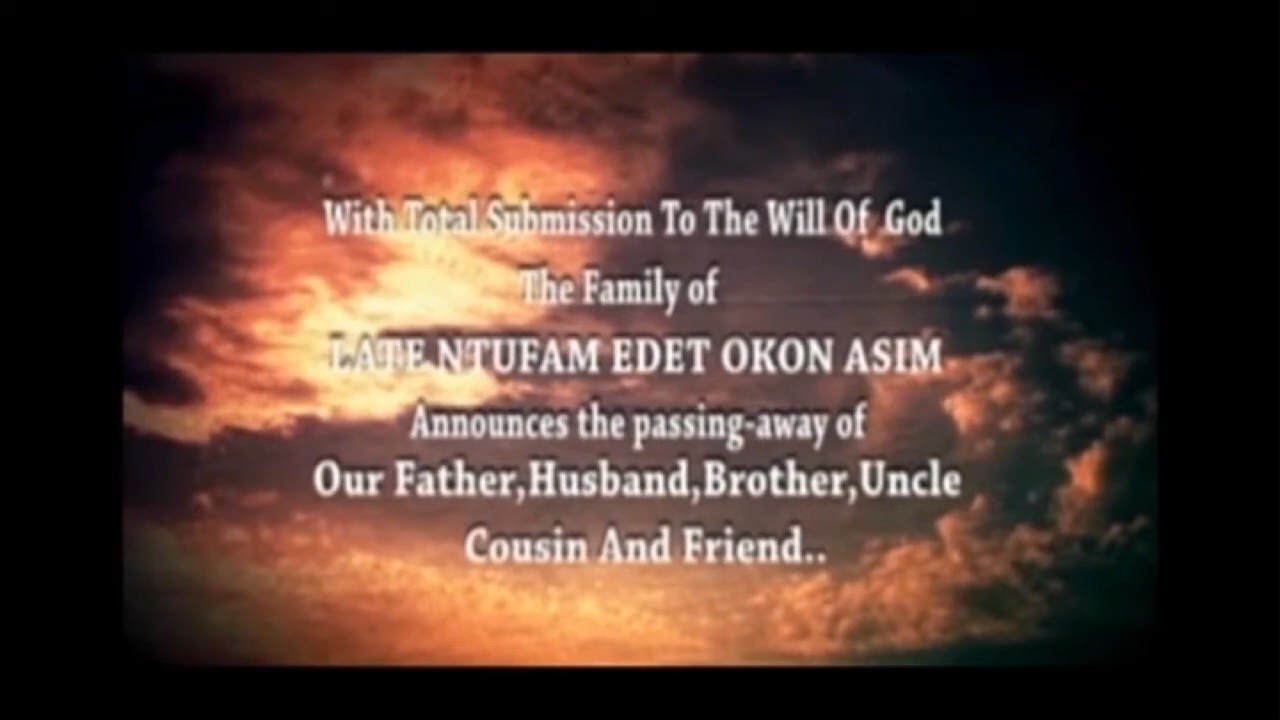 With Total Submission To The Will Of God
The Family of
LATE NTUFAM EDET OKON ASIM
Announces the passing-away of
Our Father,Husband,Brother,Uncle
Cousin And Friend..